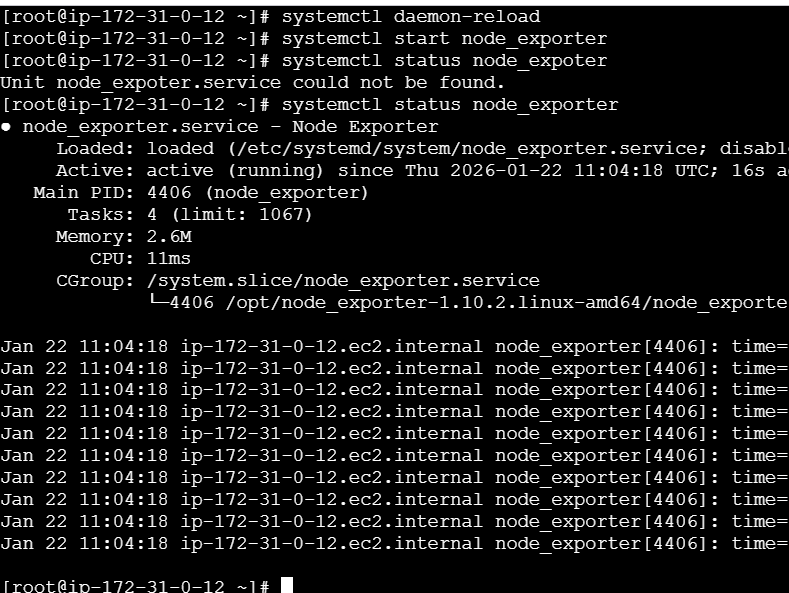 [root@ip-172-31-0-12 ~]# systemctl daemon-reload
[root@ip-172-31-0-12 ~]# systemctl start node_exporter
[root@ip-172-31-0-12 ~]# systemctl status node_expoter
Unit node_expoter.service could not be found.
[root@ip-172-31-0-12 ~]# systemctl status node_exporter
● node_exporter.service - Node Exporter
     Loaded: loaded (/etc/systemd/system/node_exporter.service; disabl
     Active: active (running) since Thu 2026-01-22 11:04:18 UTC; 16s a
   Main PID: 4406 (node_exporter)
      Tasks: 4 (limit: 1067)
     Memory: 2.6M
        CPU: 11ms
     CGroup: /system.slice/node_exporter.service
             └─4406 /opt/node_exporter-1.10.2.linux-amd64/node_exporte

Jan 22 11:04:18 ip-172-31-0-12.ec2.internal node_exporter[4406]: time=
Jan 22 11:04:18 ip-172-31-0-12.ec2.internal node_exporter[4406]: time=
Jan 22 11:04:18 ip-172-31-0-12.ec2.internal node_exporter[4406]: time=
Jan 22 11:04:18 ip-172-31-0-12.ec2.internal node_exporter[4406]: time=
Jan 22 11:04:18 ip-172-31-0-12.ec2.internal node_exporter[4406]: time=
Jan 22 11:04:18 ip-172-31-0-12.ec2.internal node_exporter[4406]: time=
Jan 22 11:04:18 ip-172-31-0-12.ec2.internal node_exporter[4406]: time=
Jan 22 11:04:18 ip-172-31-0-12.ec2.internal node_exporter[4406]: time=
Jan 22 11:04:18 ip-172-31-0-12.ec2.internal node_exporter[4406]: time=
Jan 22 11:04:18 ip-172-31-0-12.ec2.internal node_exporter[4406]: time=

[root@ip-172-31-0-12 ~]#